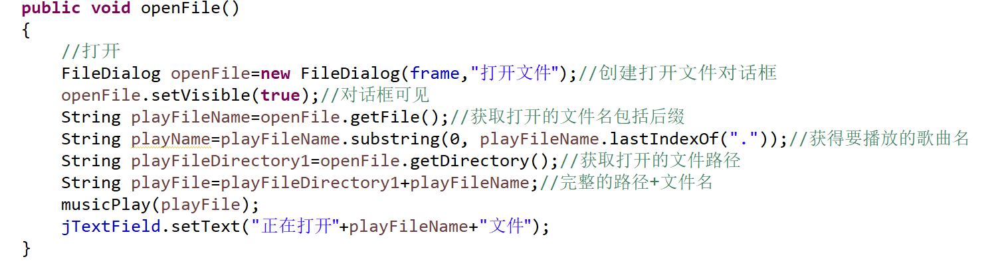 public void openFile()
{
//打开
FileDialog openFile=new FileDialog(frame,"打开文件");//创建打开文件对话框
openFile.setVisible(true);//对话框可见
String playFileName=openFile.getFile();//获取打开的文件名包括后缀
String playName=playFileName.substring(0, playFileName.lastIndexOf("."));//获得要播放的歌曲名
String playFileDirectory1=openFile.getDirectory();//获取打开的文件路径
String playFile=playFileDirectory1+playFileName;//完整的路径+文件名
musicPlay(playFile);
jTextField.setText("正在打开"+playFileName+"文件");
}